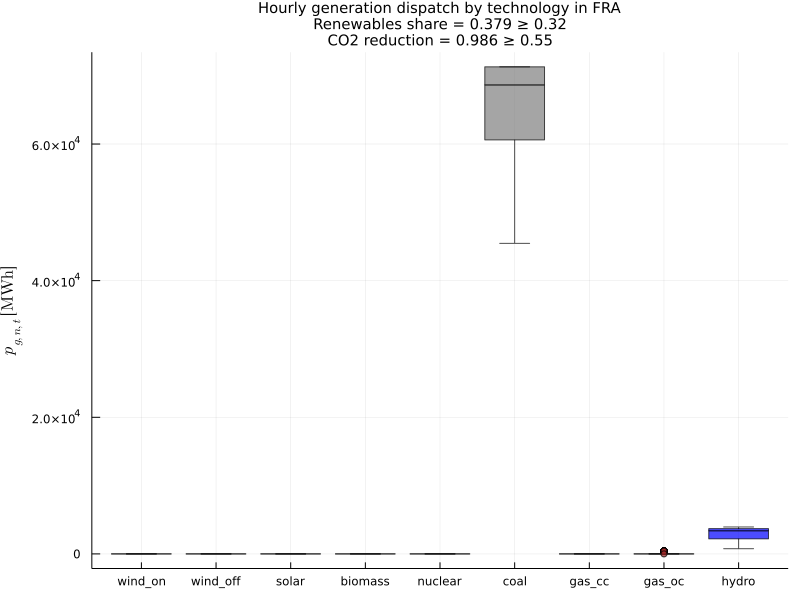 Hourly generation dispatch by technology in FRA
Renewables share = 0.379 ≥ 0.32
CO2 reduction = 0.986 ≥ 0.55
6.0×10⁴
4.0×10⁴
2.0×10⁴
0
p_{g,n,t} [MWh]
wind_on wind_off solar biomass nuclear coal gas_cc gas_oc hydro